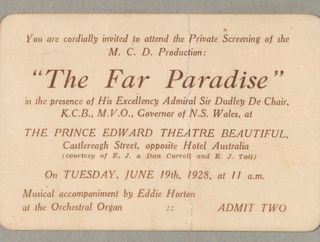 You are cordially invited to attend the Private Screening of the
M. C. D. Production:
"The Far Paradise"
in the presence of His Excellency Admiral Sir Dudley De Chair,
K.C.B., M.V.O., Governor of N.S. Wales, at
THE PRINCE EDWARD THEATRE BEAUTIFUL,
Castlereagh Street, opposite Hotel Australia
(courtesy of E. J. & Dan Carroll and E. J. Tait)
On TUESDAY, JUNE 19th, 1928, at 11 a.m.
Musical accompaniment by Eddie Horton
at the Orchestral Organ :: ADMIT TWO